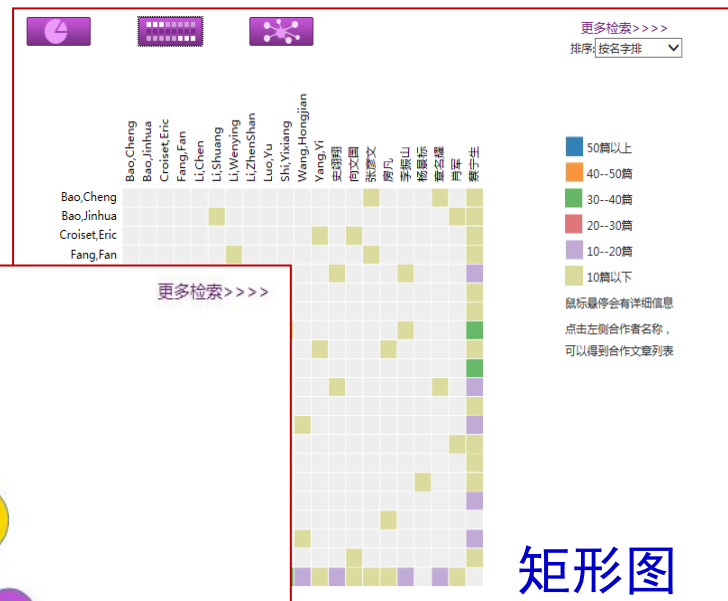 更多检索>>>>
排序:按名字排
Bao,Cheng
Bao,Jinhua
Croiset,Eric
Fang,Fan
Li,Chen
Li,Shuang
Li,Wenying
Li,ZhenShan
Luo,Yu
Shi,Yixiang
Wang,Hongjian
Yang,Yi
史翊翔
向文国
张彦文
房凡
李振山
杨景标
章名耀
肖军
蔡宁生
Bao,Cheng
Bao,Jinhua
Croiset,Eric
Fang,Fan
50篇以上
40--50篇
30--40篇
20--30篇
10--20篇
10篇以下
鼠标悬停会有详细信息
点击左侧合作者名称，
可以得到合作文章列表
更多检索>>>>
矩形图